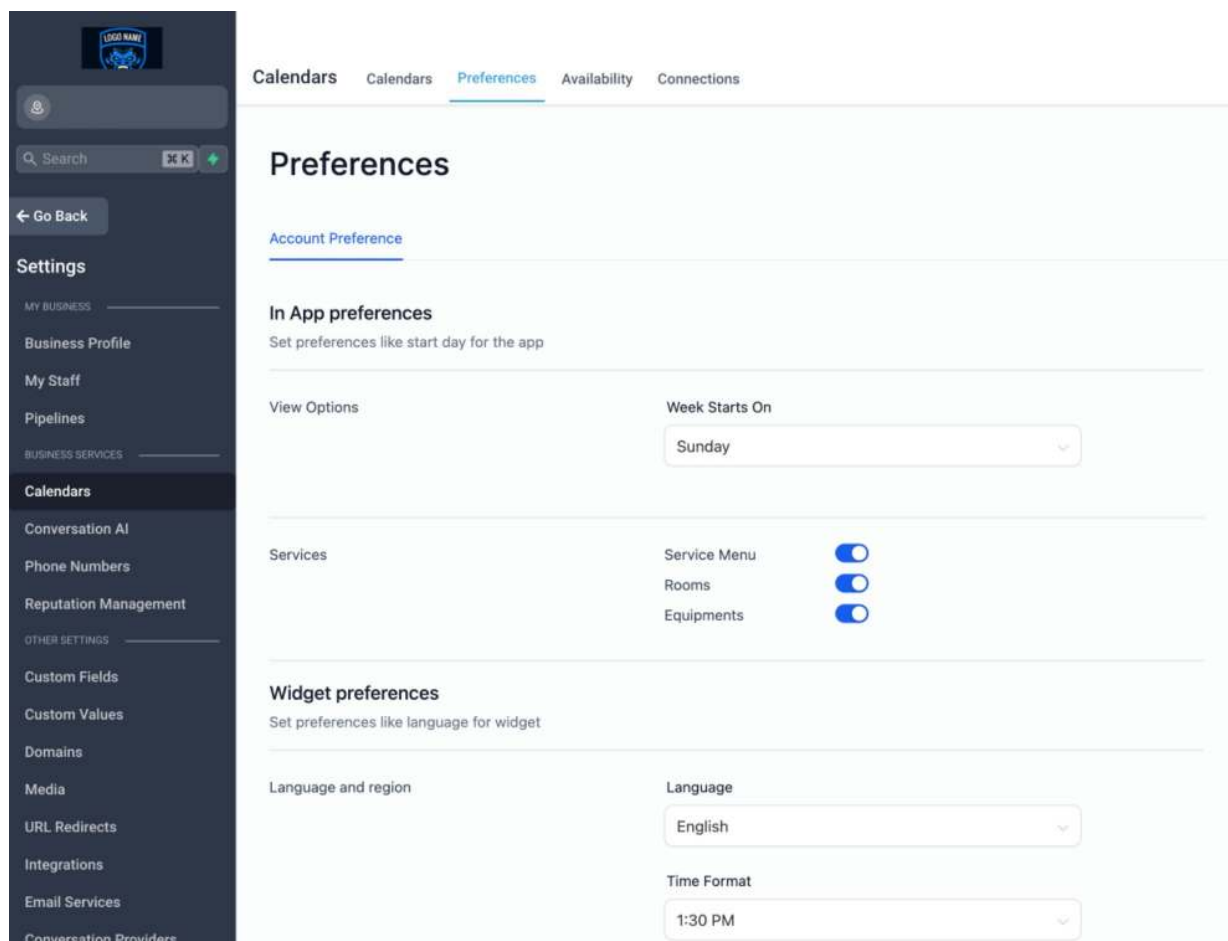 LOGO NAME
Search
⌘ K
← Go Back
Settings
MY BUSINESS
Business Profile
My Staff
Pipelines
BUSINESS SERVICES
Calendars
Conversation AI
Phone Numbers
Reputation Management
OTHER SETTINGS
Custom Fields
Custom Values
Domains
Media
URL Redirects
Integrations
Email Services
Conversation Providers
Calendars Calendars Preferences Availability Connections
Preferences
Account Preference
In App preferences
Set preferences like start day for the app
View Options
Week Starts On
Sunday
Services
Service Menu
Rooms
Equipments
Widget preferences
Set preferences like language for widget
Language and region
Language
English
Time Format
1:30 PM